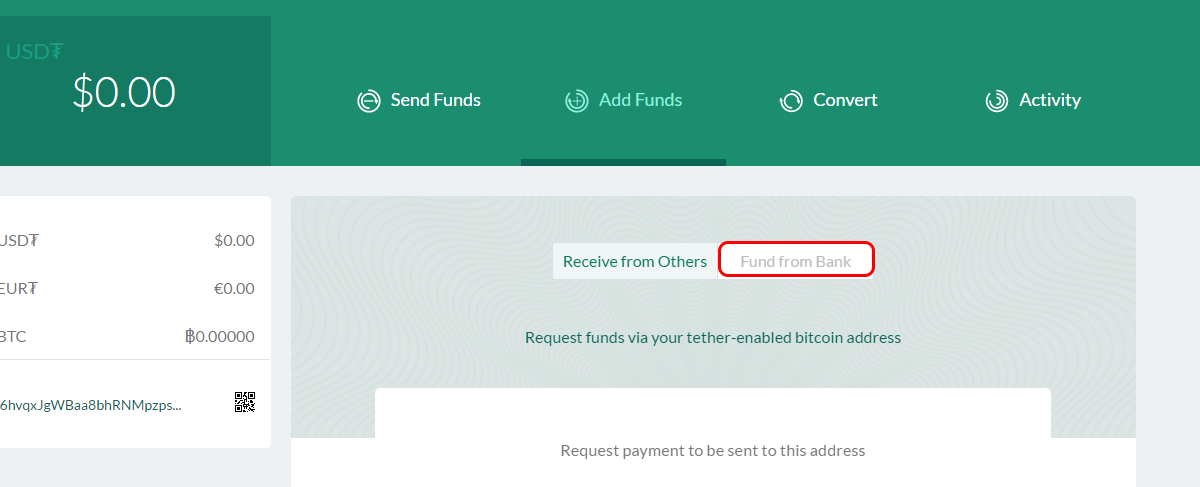 USD₮
$0.00
Send Funds
Add Funds
Convert
Activity
USD₮ $0.00
EUR₮ €0.00
BTC ฿0.00000
6hvqxJgWBaa8bhRNMpzps...
Receive from Others
Fund from Bank
Request funds via your tether-enabled bitcoin address
Request payment to be sent to this address